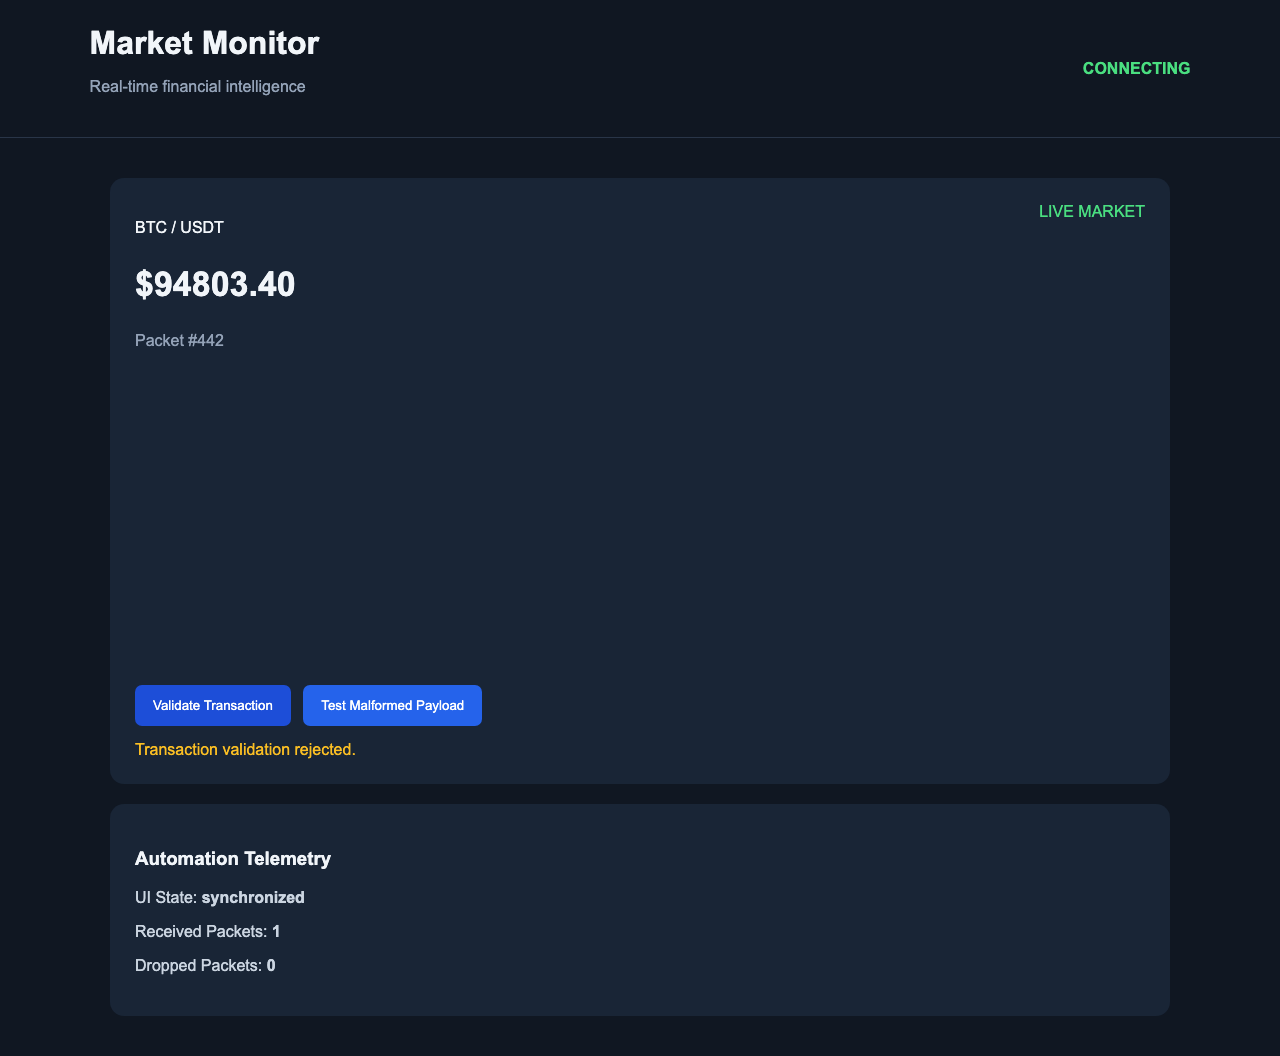 Market Monitor
Real-time financial intelligence
CONNECTING
LIVE MARKET
BTC / USDT
$94803.40
Packet #442
Validate Transaction
Test Malformed Payload
Transaction validation rejected.
Automation Telemetry
UI State: synchronized
Received Packets: 1
Dropped Packets: 0